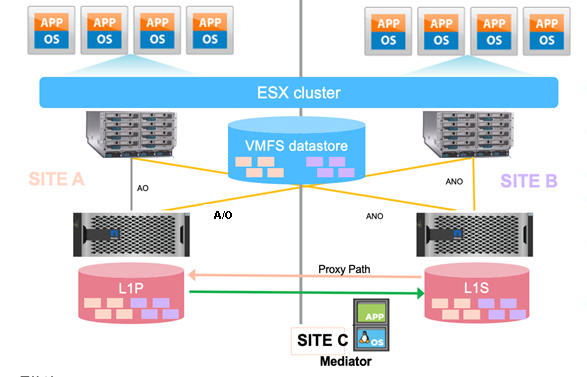 APP APP APP APP
OS OS OS OS
APP APP APP APP
OS OS OS OS
ESX cluster
VMFS datastore
SITE A
SITE B
AO
ANO
A/O
ANO
Proxy Path
L1P
L1S
APP
OS
SITE C
Mediator